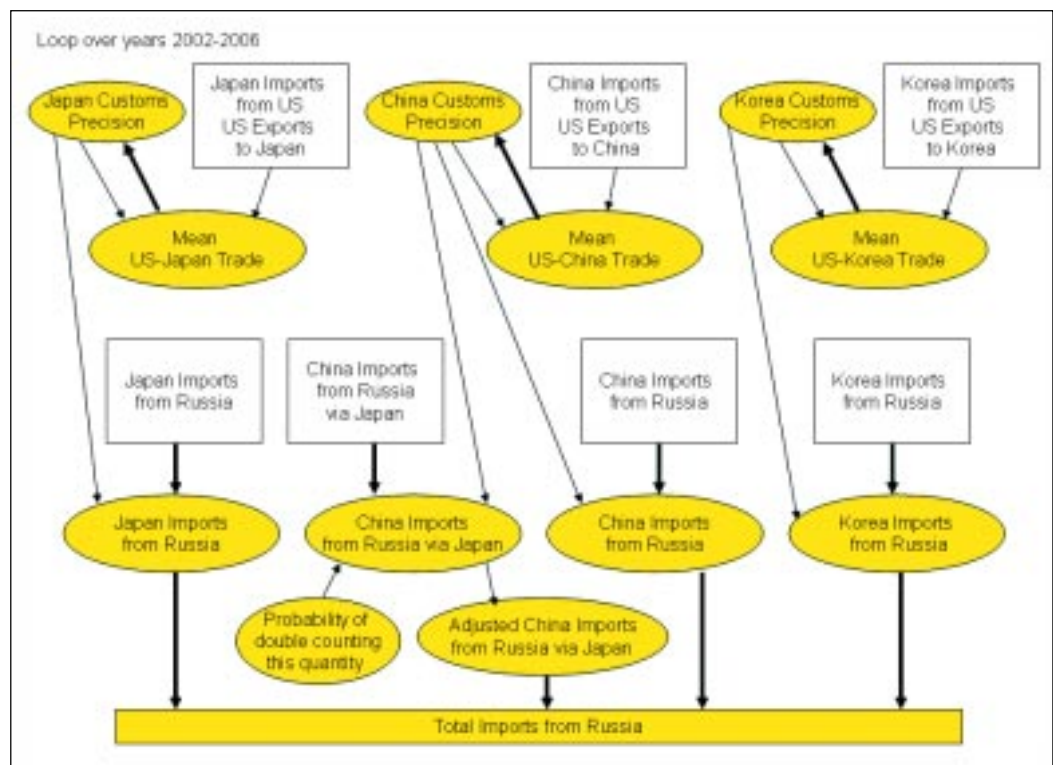 Loop over years 2002-2006
Japan Customs
Precision
Japan Imports
from US
US Exports
to Japan
China Customs
Precision
China Imports
from US
US Exports
to China
Korea Customs
Precision
Korea Imports
from US
US Exports
to Korea
Mean
US-Japan Trade
Mean
US-China Trade
Mean
US-Korea Trade
Japan Imports
from Russia
China Imports
from Russia
via Japan
China Imports
from Russia
Korea Imports
from Russia
Japan Imports
from Russia
China Imports
from Russia via Japan
China Imports
from Russia
Korea Imports
from Russia
Probability of
double counting
this quantity
Adjusted China Imports
from Russia via Japan
Total Imports from Russia